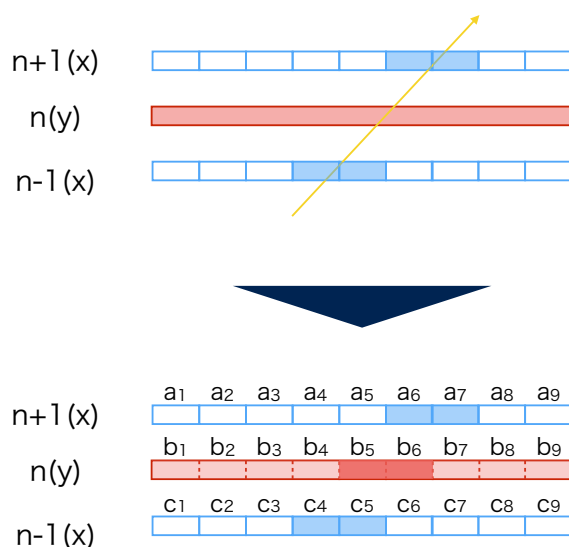 n+1(x)
n(y)
n-1(x)
a1 a2 a3 a4 a5 a6 a7 a8 a9
n+1(x)
b1 b2 b3 b4 b5 b6 b7 b8 b9
n(y)
c1 c2 c3 c4 c5 c6 c7 c8 c9
n-1(x)